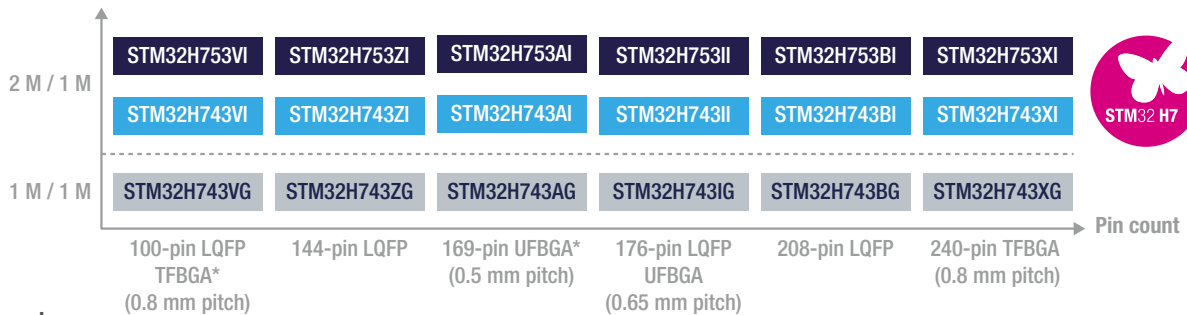 STM32H753VI STM32H753ZI STM32H753AI STM32H753II STM32H753BI STM32H753XI
2 M / 1 M
STM32H743VI STM32H743ZI STM32H743AI STM32H743II STM32H743BI STM32H743XI
STM32 H7
1 M / 1 M STM32H743VG STM32H743ZG STM32H743AG STM32H743IG STM32H743BG STM32H743XG
Pin count
100-pin LQFP 144-pin LQFP 169-pin UFBGA* 176-pin LQFP 208-pin LQFP 240-pin TFBGA
TFBGA* (0.5 mm pitch) UFBGA (0.8 mm pitch)
(0.8 mm pitch) (0.65 mm pitch)